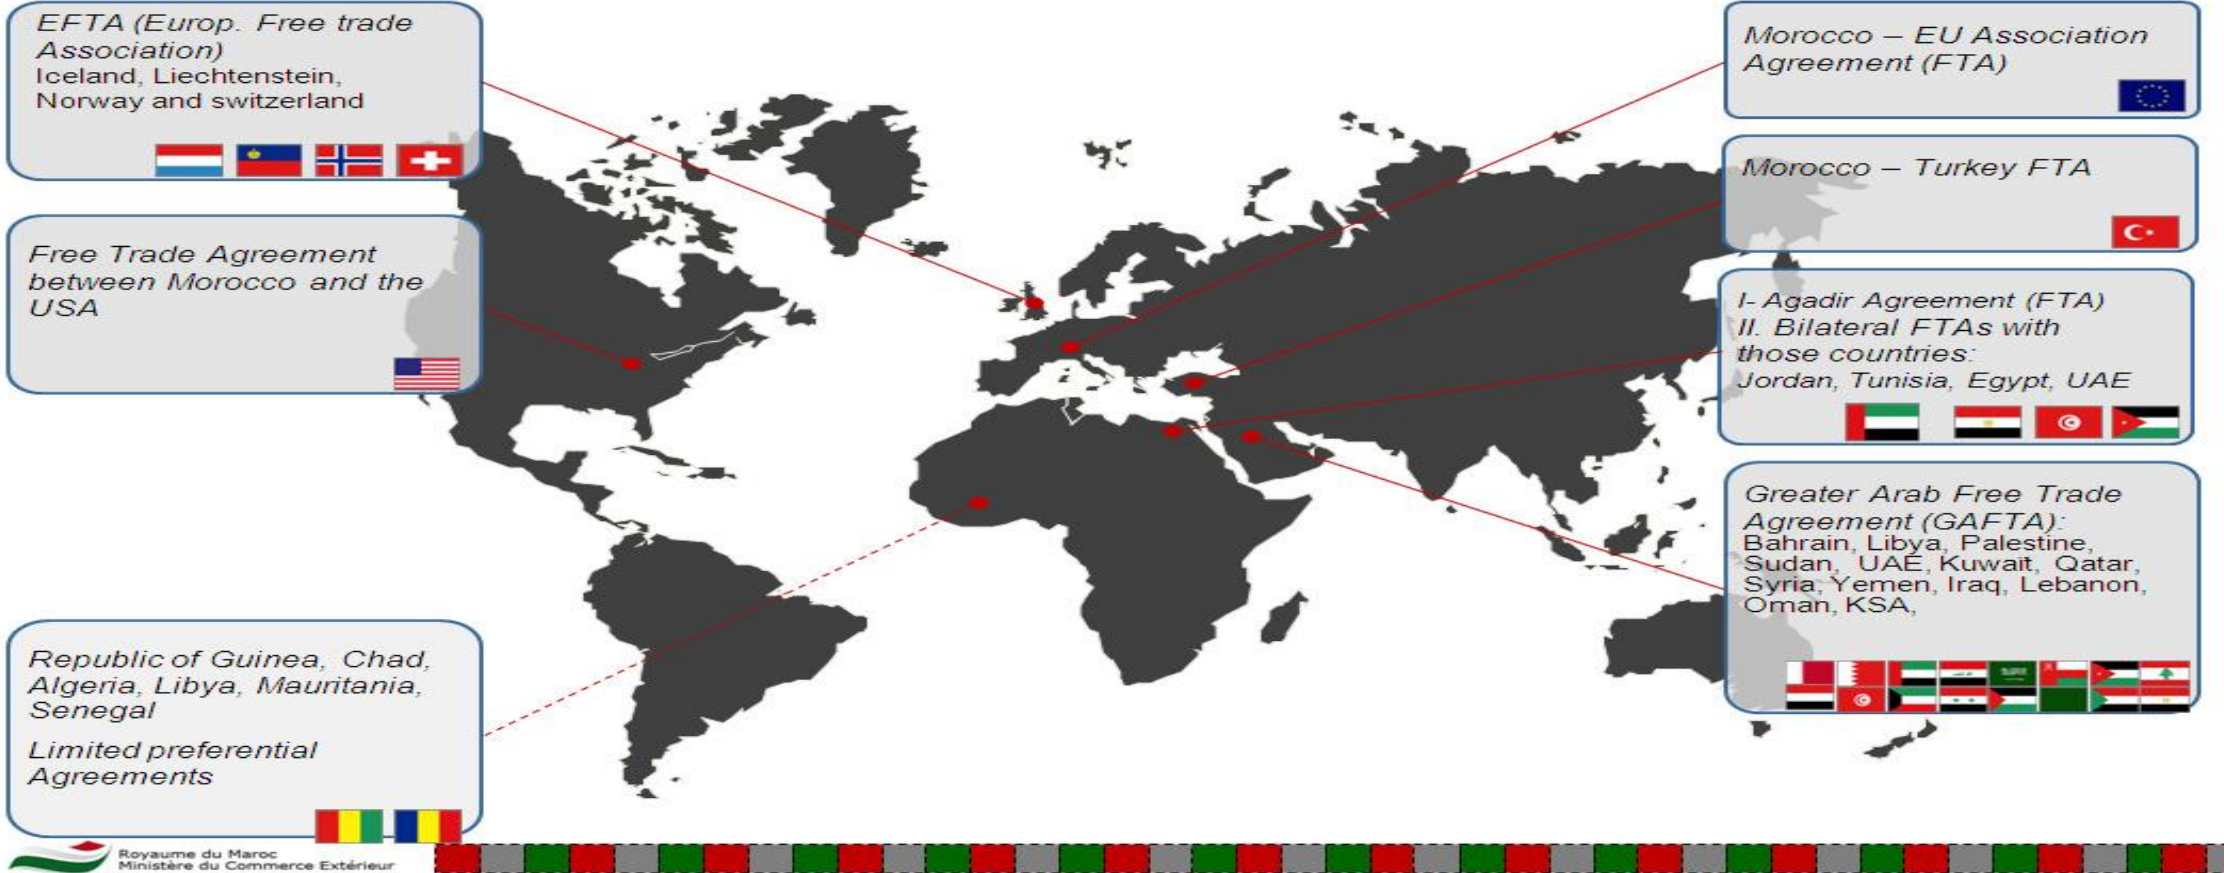 EFTA (Europ. Free trade
Association)
Iceland, Liechtenstein,
Norway and switzerland
Free Trade Agreement
between Morocco and the
USA
Republic of Guinea, Chad,
Algeria, Libya, Mauritania,
Senegal
Limited preferential
Agreements
Morocco – EU Association
Agreement (FTA)
Morocco – Turkey FTA
I- Agadir Agreement (FTA)
II. Bilateral FTAs with
those countries:
Jordan, Tunisia, Egypt, UAE
Greater Arab Free Trade
Agreement (GAFTA):
Bahrain, Libya, Palestine,
Sudan, UAE, Kuwait, Qatar,
Syria, Yemen, Iraq, Lebanon,
Oman, KSA,
Royaume du Maroc
Ministère du Commerce Extérieur